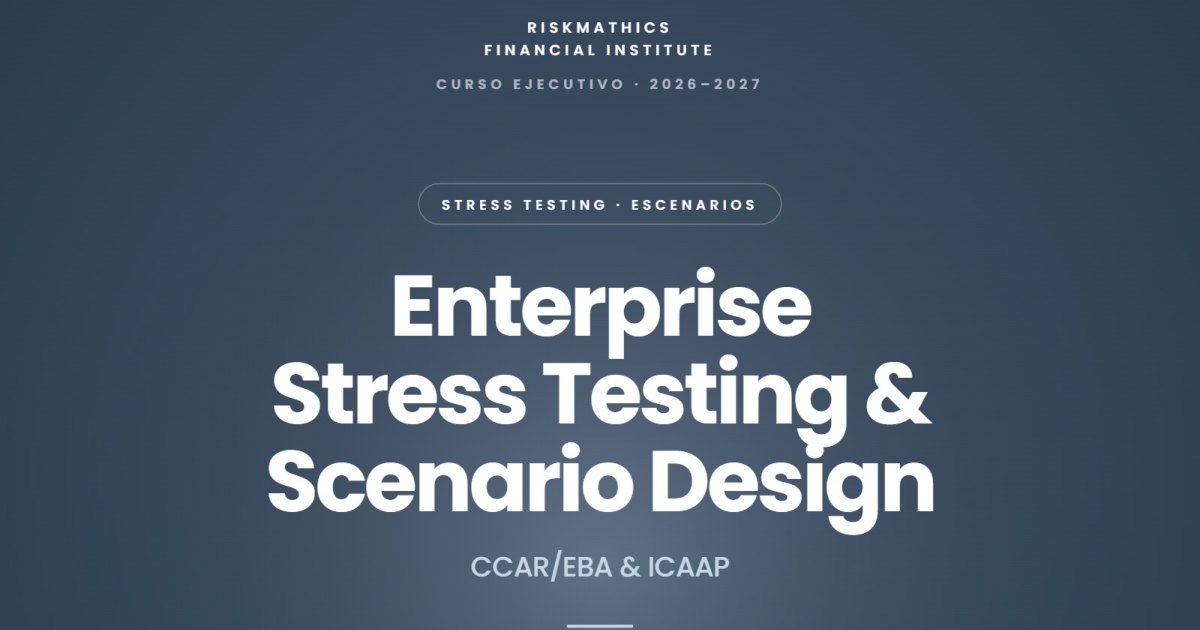 RISKMATHICS
FINANCIAL INSTITUTE
CURSO EJECUTIVO · 2026–2027
STRESS TESTING · ESCENARIOS
Enterprise
Stress Testing &
Scenario Design
CCAR/EBA & ICAAP